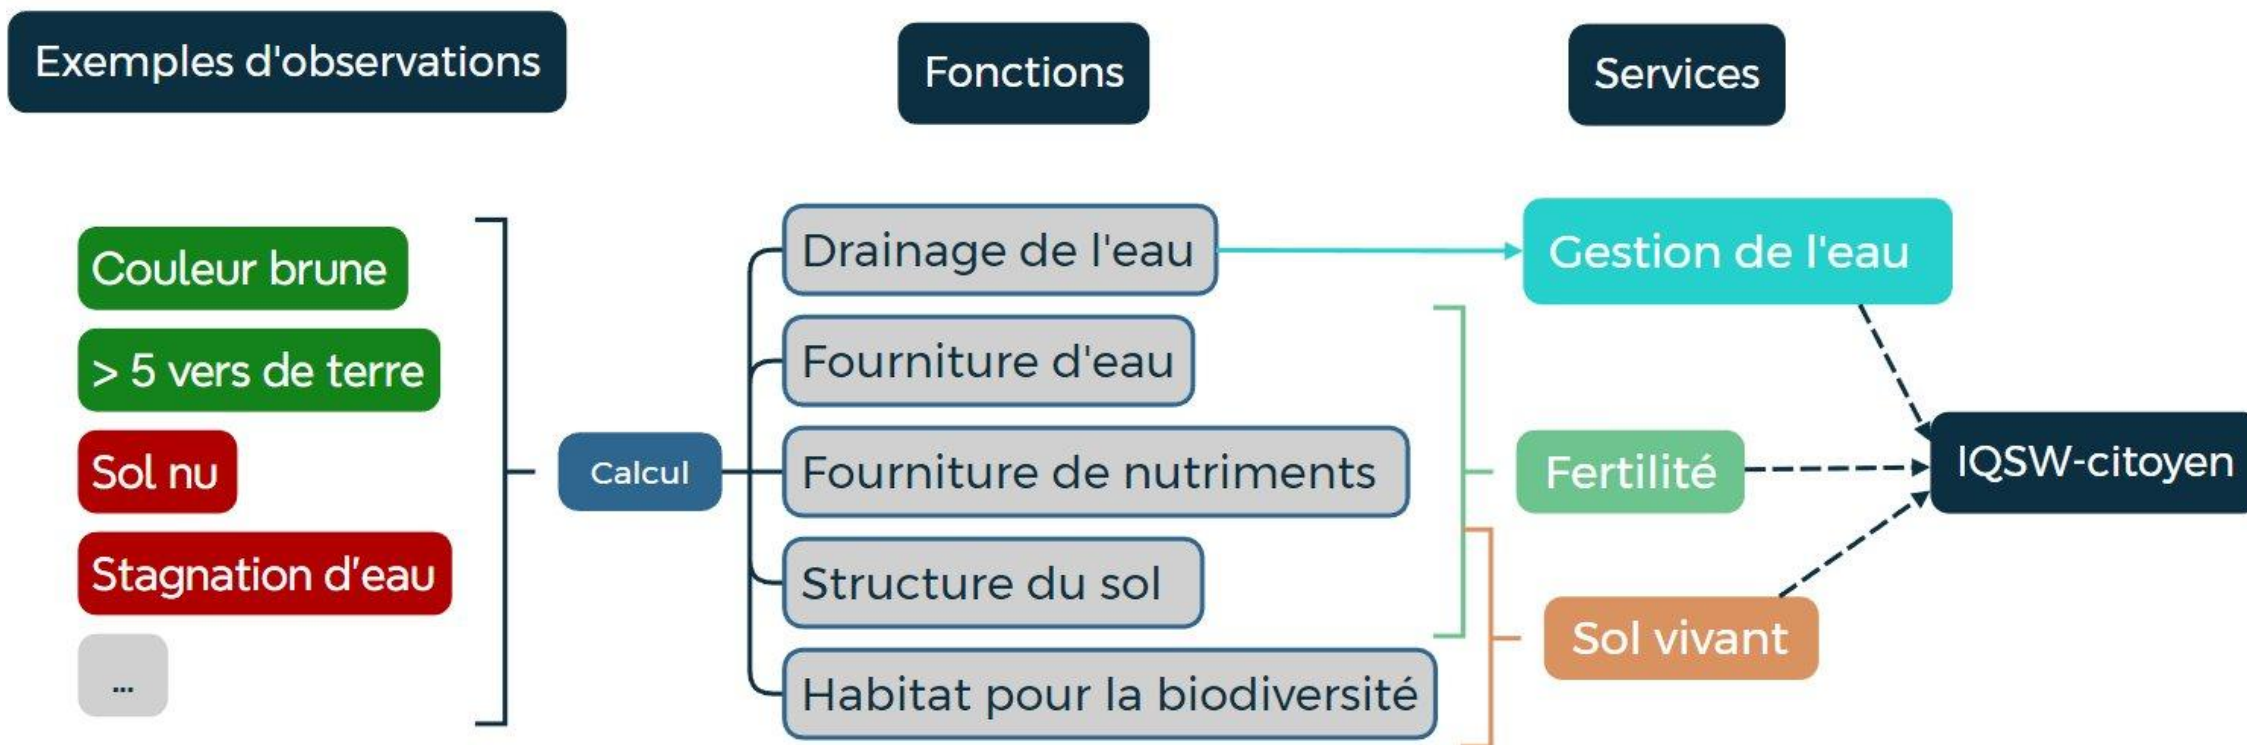 Exemples d'observations
Fonctions
Services
Couleur brune
> 5 vers de terre
Sol nu
Stagnation d'eau
...
Calcul
Drainage de l'eau
Fourniture d'eau
Fourniture de nutriments
Structure du sol
Habitat pour la biodiversité
Gestion de l'eau
Fertilité
Sol vivant
IQSW-citoyen